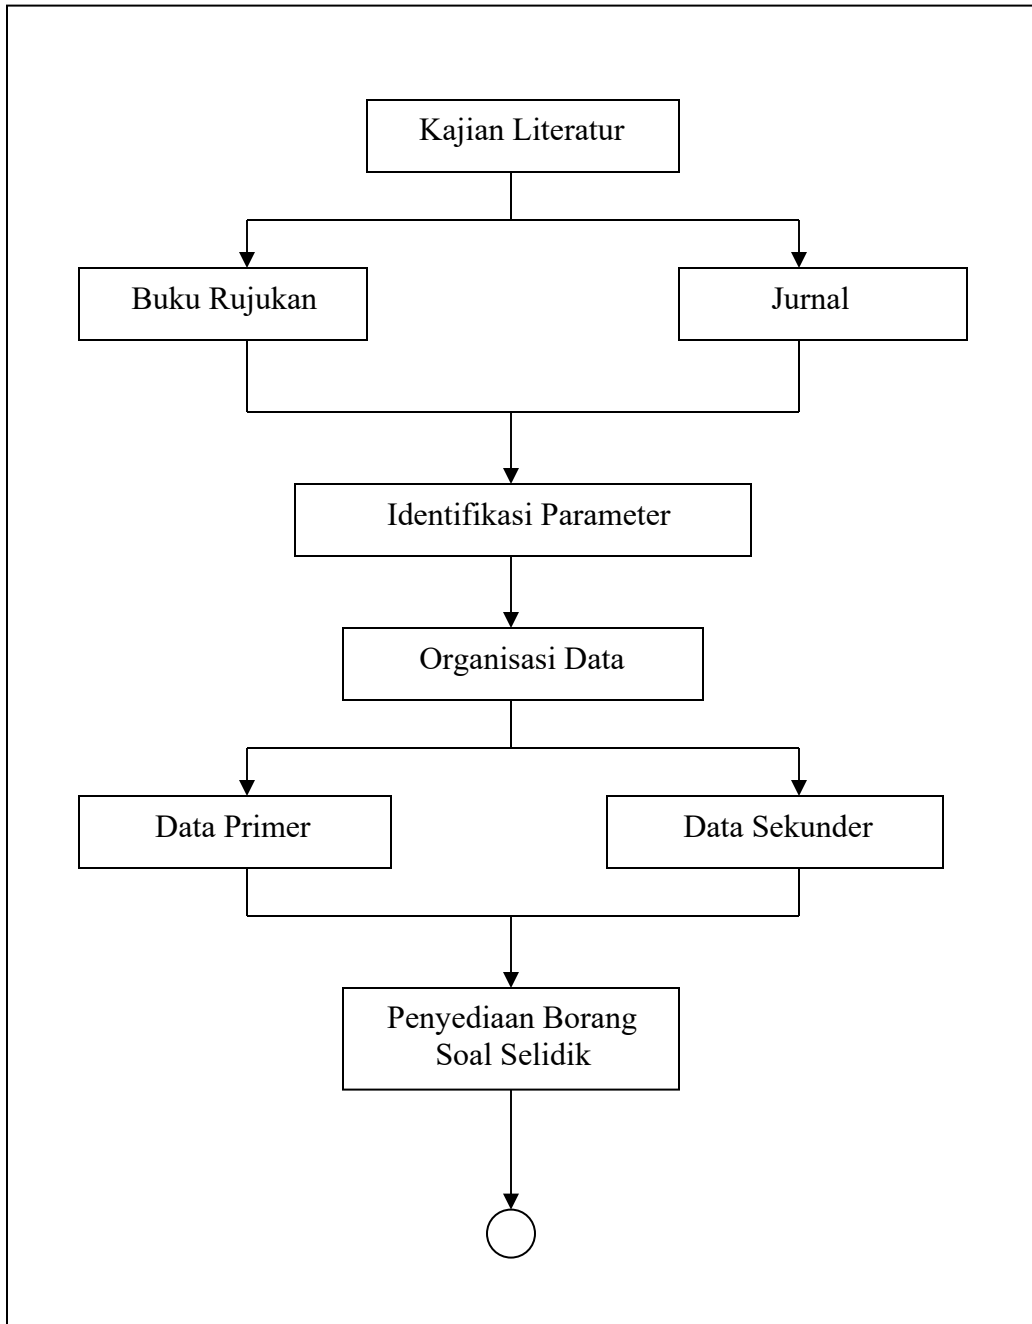 Kajian Literatur
Buku Rujukan
Jurnal
Identifikasi Parameter
Organisasi Data
Data Primer
Data Sekunder
Penyediaan Borang
Soal Selidik